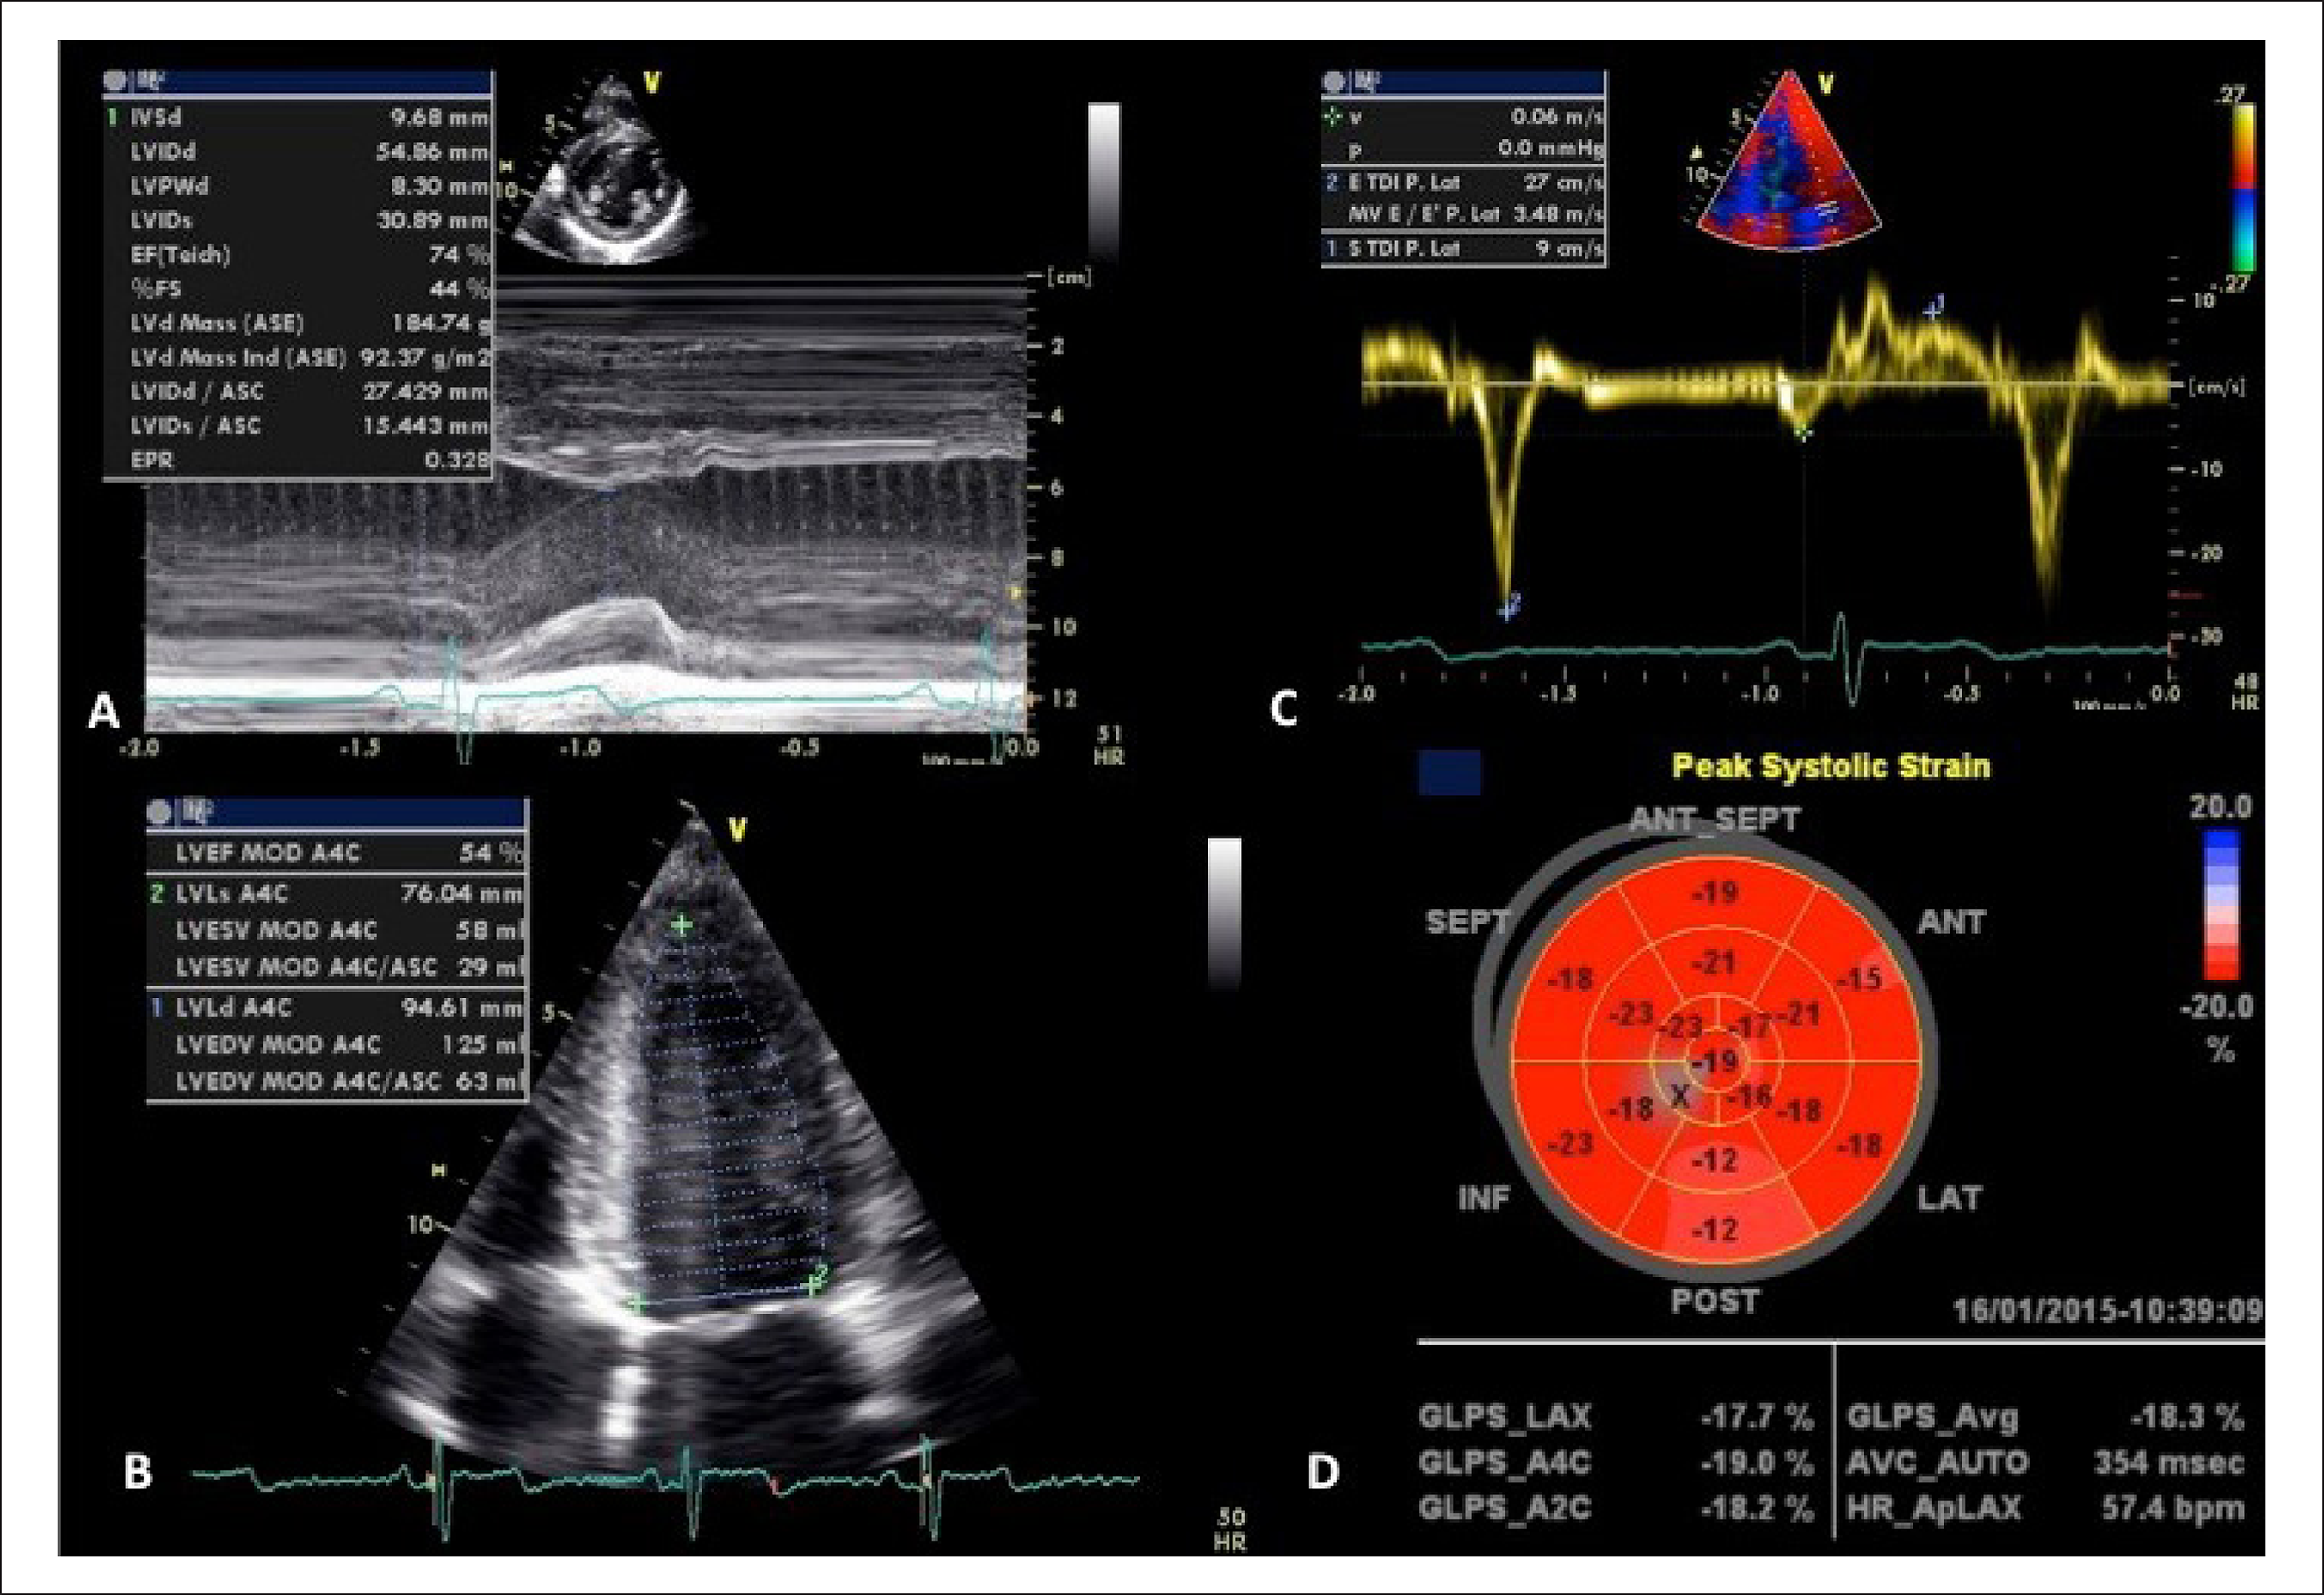 V
1 IVSd 9.68 mm
LVIDd 54.86 mm
LVPWd 8.30 mm
LVIDs 30.89 mm
EF(Teich) 74 %
%FS 44 %
LVd Mass (ASE) 184.74 g
LVd Mass Ind (ASE) 92.37 g/m2
LVIDd / ASC 27.429 mm
LVIDs / ASC 15.443 mm
EPR 0.328
5
10
[cm]
2
4
6
8
10
12
-2.0 -1.5 -1.0 -0.5 0.0
51
HR
A
V
v 0.06 m/s
p 0.0 mmHg
2 E TDI P. Lat 27 cm/s
MV E / E' P. Lat 3.48 m/s
1 S TDI P. Lat 9 cm/s
5
10
.27
-.27
1
2
10
[cm/s]
-10
-20
-30
-2.0 -1.5 -1.0 -0.5 0.0
48
HR
C
V
LVEF MOD A4C 54 %
2 LVLs A4C 76.04 mm
LVESV MOD A4C 58 ml
LVESV MOD A4C/ASC 29 ml
1 LVLd A4C 94.61 mm
LVEDV MOD A4C 125 ml
LVEDV MOD A4C/ASC 63 ml
5
10
2
50
HR
B
Peak Systolic Strain
ANT_SEPT
SEPT
ANT
INF
LAT
POST
-19
-21
-18
-15
-23
-21
-23
-17
-19
X
-16
-18
-18
-23
-18
-12
-12
20.0
-20.0
%
16/01/2015-10:39:09
GLPS_LAX -17.7 % GLPS_Avg -18.3 %
GLPS_A4C -19.0 % AVC_AUTO 354 msec
GLPS_A2C -18.2 % HR_ApLAX 57.4 bpm
D